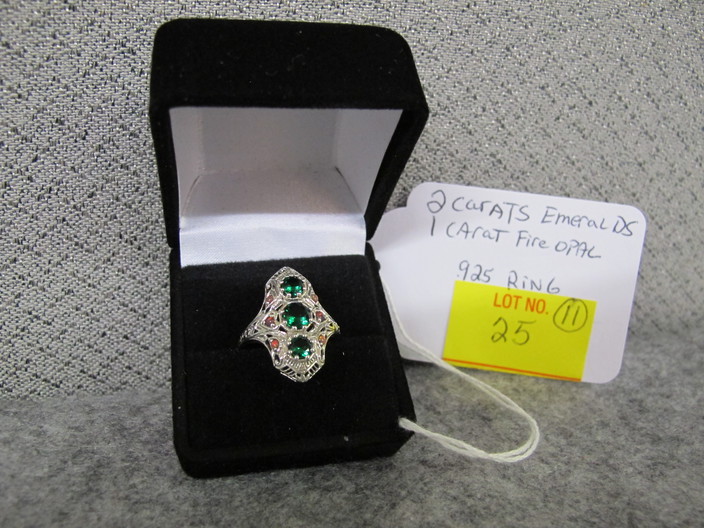 2 CarATS EmeralDS
1 CArat Fire OPAL
.925 RiNG
LOT NO. 11
25